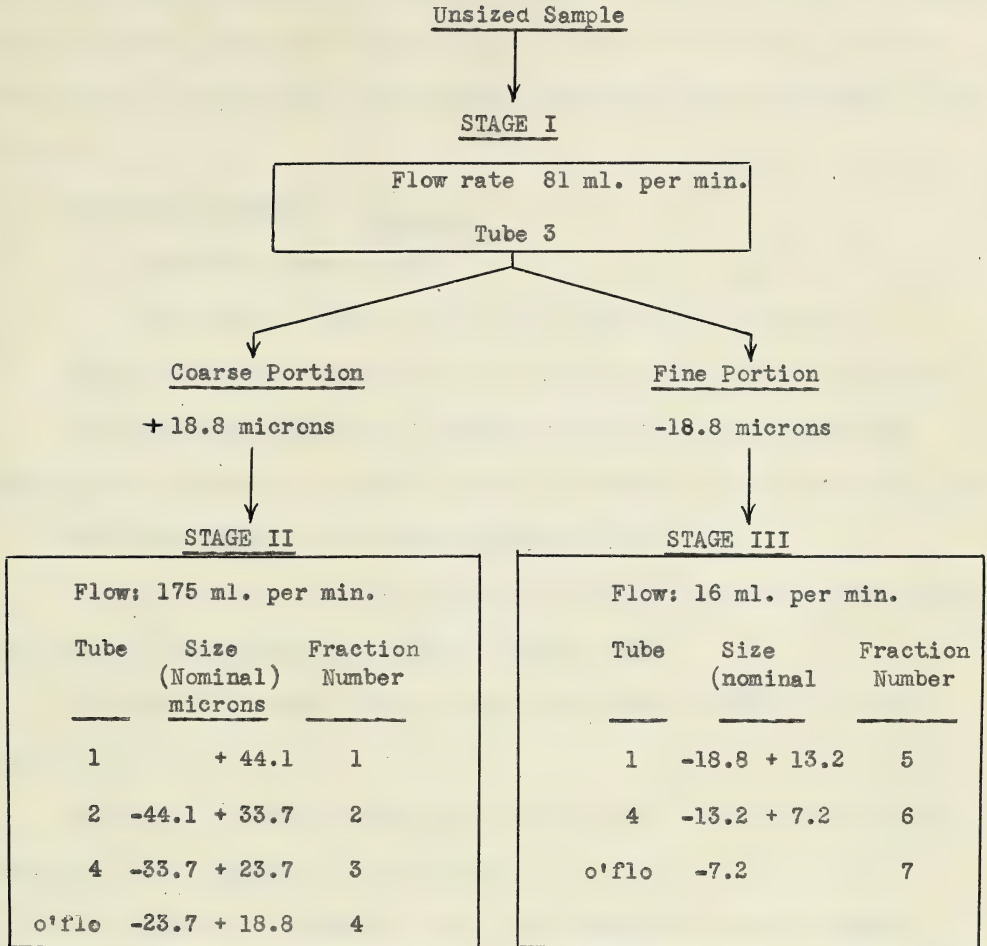 Unsized Sample
STAGE I
Flow rate 81 ml. per min.
Tube 3
Coarse Portion
+ 18.8 microns
Fine Portion
-18.8 microns
STAGE II
Flow: 175 ml. per min.
Tube Size Fraction
(Nominal) Number
microns
1 + 44.1 1
2 -44.1 + 33.7 2
4 -33.7 + 23.7 3
o'flo -23.7 + 18.8 4
STAGE III
Flow: 16 ml. per min.
Tube Size Fraction
(nominal Number
1 -18.8 + 13.2 5
4 -13.2 + 7.2 6
o'flo -7.2 7